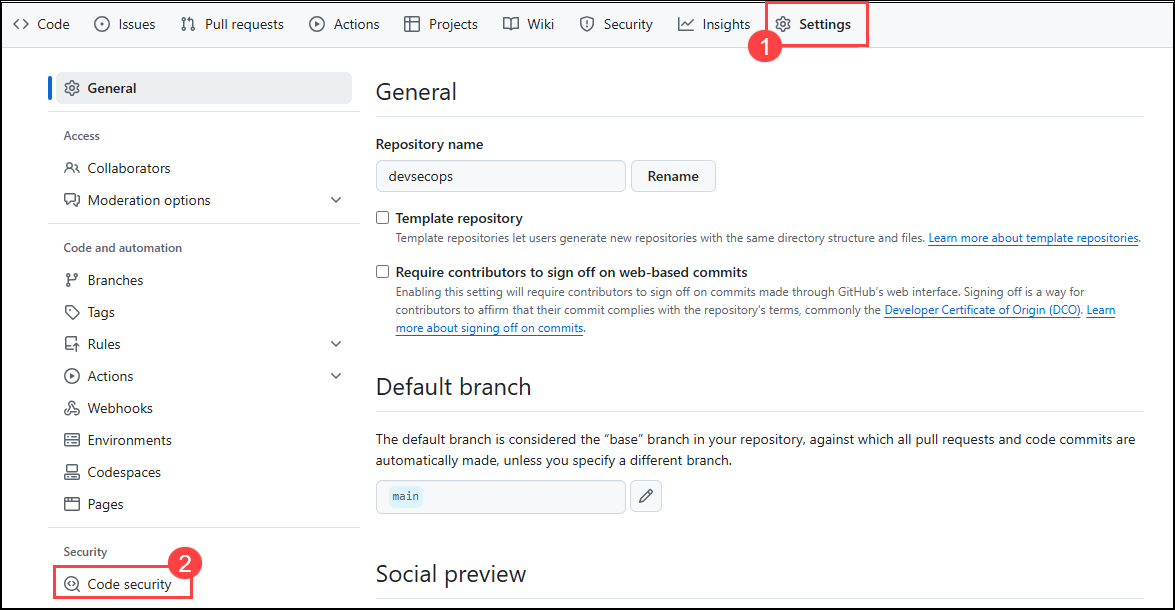 Code
Issues
Pull requests
Actions
Projects
Wiki
Security
Insights
Settings
1
General
Access
Collaborators
Moderation options
Code and automation
Branches
Tags
Rules
Actions
Webhooks
Environments
Codespaces
Pages
Security
Code security
2
General
Repository name
devsecops
Rename
Template repository
Template repositories let users generate new repositories with the same directory structure and files. Learn more about template repositories.
Require contributors to sign off on web-based commits
Enabling this setting will require contributors to sign off on commits made through GitHub's web interface. Signing off is a way for
contributors to affirm that their commit complies with the repository's terms, commonly the Developer Certificate of Origin (DCO). Learn
more about signing off on commits.
Default branch
The default branch is considered the “base” branch in your repository, against which all pull requests and code commits are
automatically made, unless you specify a different branch.
main
Social preview